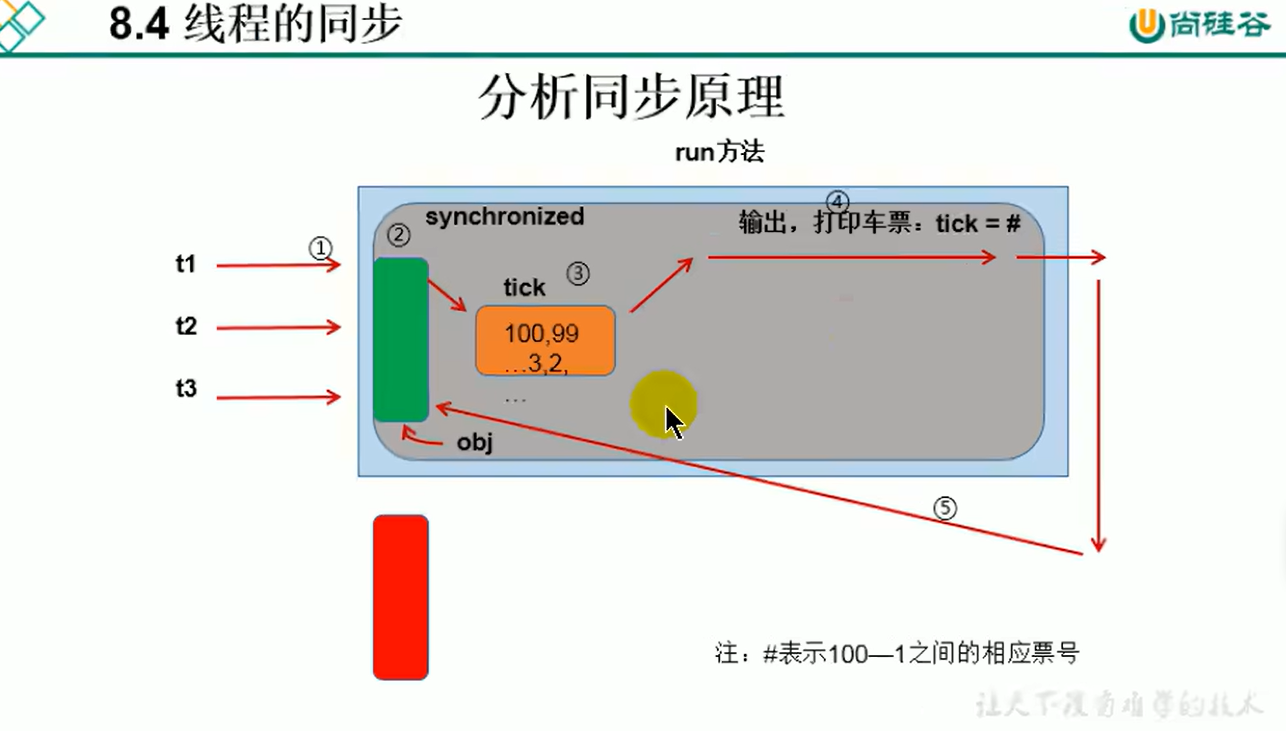 8.4 线程的同步
尚硅谷
分析同步原理
run方法
synchronized
④
输出，打印车票：tick = #
①
②
t1
tick
③
t2
100,99
…3,2,
…
t3
obj
⑤
注：#表示100—1之间的相应票号
让天下没有难学的技术